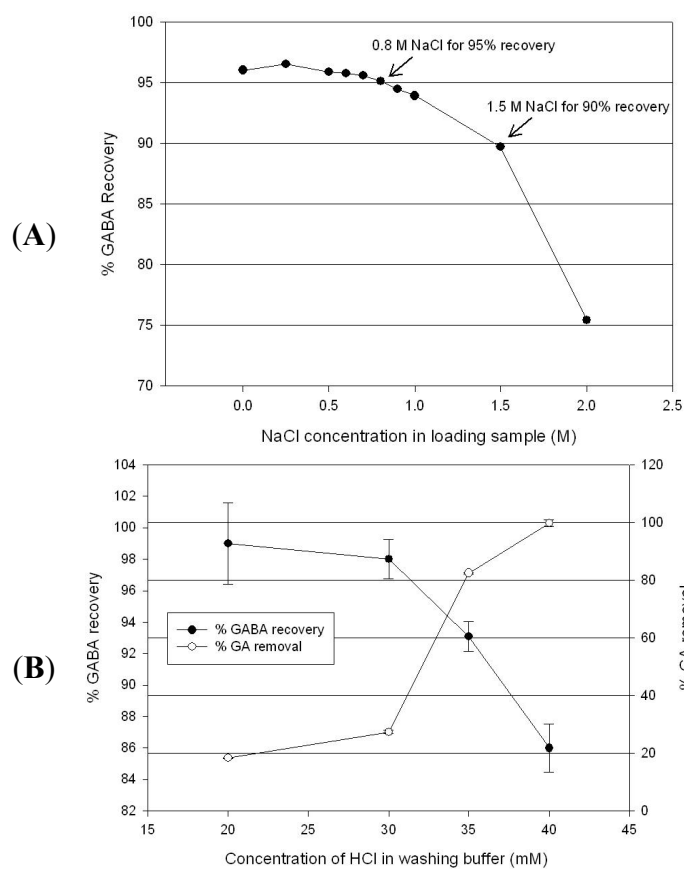 (A)
% GABA Recovery
100
95
90
85
80
75
70
0.8 M NaCl for 95% recovery
1.5 M NaCl for 90% recovery
0.0 0.5 1.0 1.5 2.0 2.5
NaCl concentration in loading sample (M)
(B)
% GABA recovery
104
102
100
98
96
94
92
90
88
86
84
82
% GABA recovery
% GA removal
120
100
80
60
40
20
0
% GA removal
15 20 25 30 35 40 45
Concentration of HCl in washing buffer (mM)